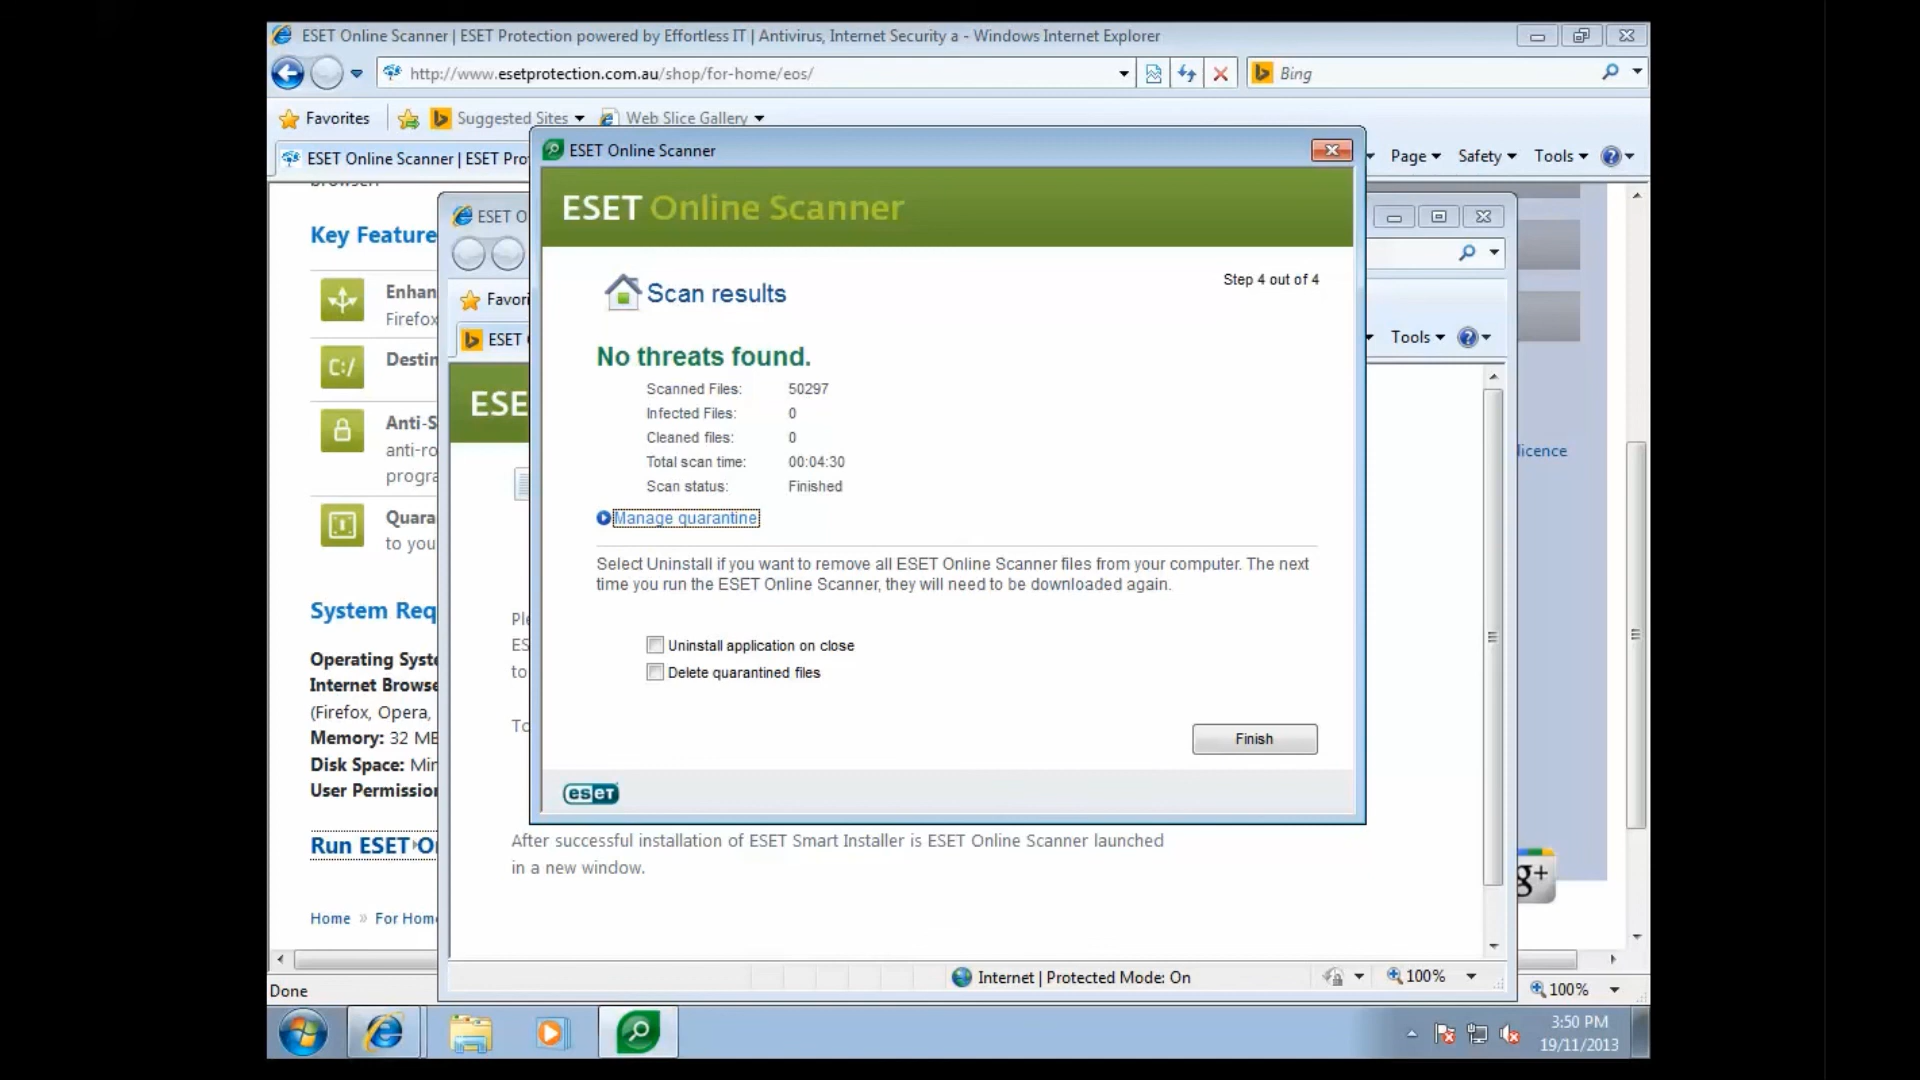 ESET Online Scanner | ESET Protection powered by Effortless IT | Antivirus, Internet Security a - Windows Internet Explorer
http://www.esetprotection.com.au/shop/for-home/eos/
Bing
Favorites
Suggested Sites
Web Slice Gallery
ESET Online Scanner | ESET Pro
Page
Safety
Tools
ESET Online Scanner
ESET Online Scanner
Step 4 out of 4
Scan results
No threats found.
Scanned Files: 50297
Infected Files: 0
Cleaned files: 0
Total scan time: 00:04:30
Scan status: Finished
Manage quarantine
Select Uninstall if you want to remove all ESET Online Scanner files from your computer. The next
time you run the ESET Online Scanner, they will need to be downloaded again.
Uninstall application on close
Delete quarantined files
Finish
eset
ESET O
Favori
ESET
Tools
ESE
Ple
ES
to
To
After successful installation of ESET Smart Installer is ESET Online Scanner launched
in a new window.
Internet | Protected Mode: On
100%
Key Feature
Enhan
Firefox
C:/
Destin
Anti-S
anti-ro
progra
Quara
to you
System Req
Operating Syste
Internet Browse
(Firefox, Opera,
Memory: 32 ME
Disk Space: Min
User Permission
Run ESET O
Home » For Home
licence
g+
Done
100%
3:50 PM
19/11/2013